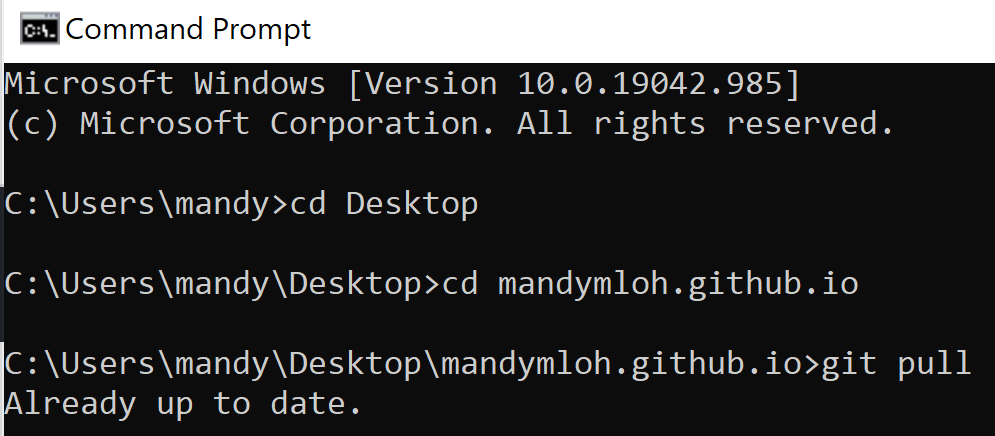 Command Prompt
Microsoft Windows [Version 10.0.19042.985]
(c) Microsoft Corporation. All rights reserved.
C:\Users\mandy>cd Desktop
C:\Users\mandy\Desktop>cd mandymloh.github.io
C:\Users\mandy\Desktop\mandymloh.github.io>git pull
Already up to date.